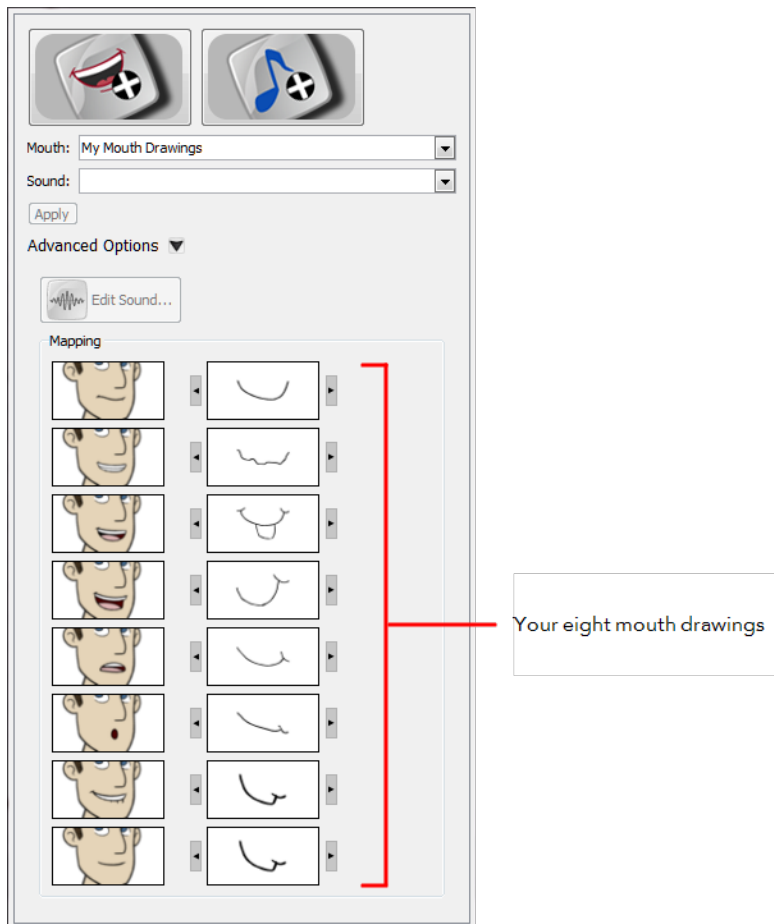 Mouth: My Mouth Drawings
Sound:
Apply
Advanced Options
Edit Sound...
Mapping
Your eight mouth drawings